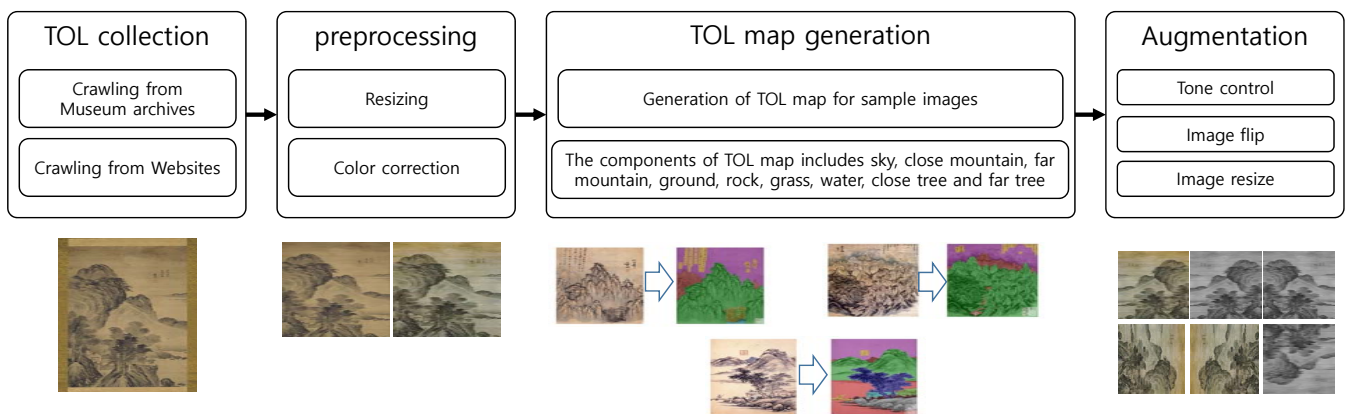 TOL collection
Crawling from
Museum archives
Crawling from Websites
preprocessing
Resizing
Color correction
TOL map generation
Generation of TOL map for sample images
The components of TOL map includes sky, close mountain, far
mountain, ground, rock, grass, water, close tree and far tree
Augmentation
Tone control
Image flip
Image resize